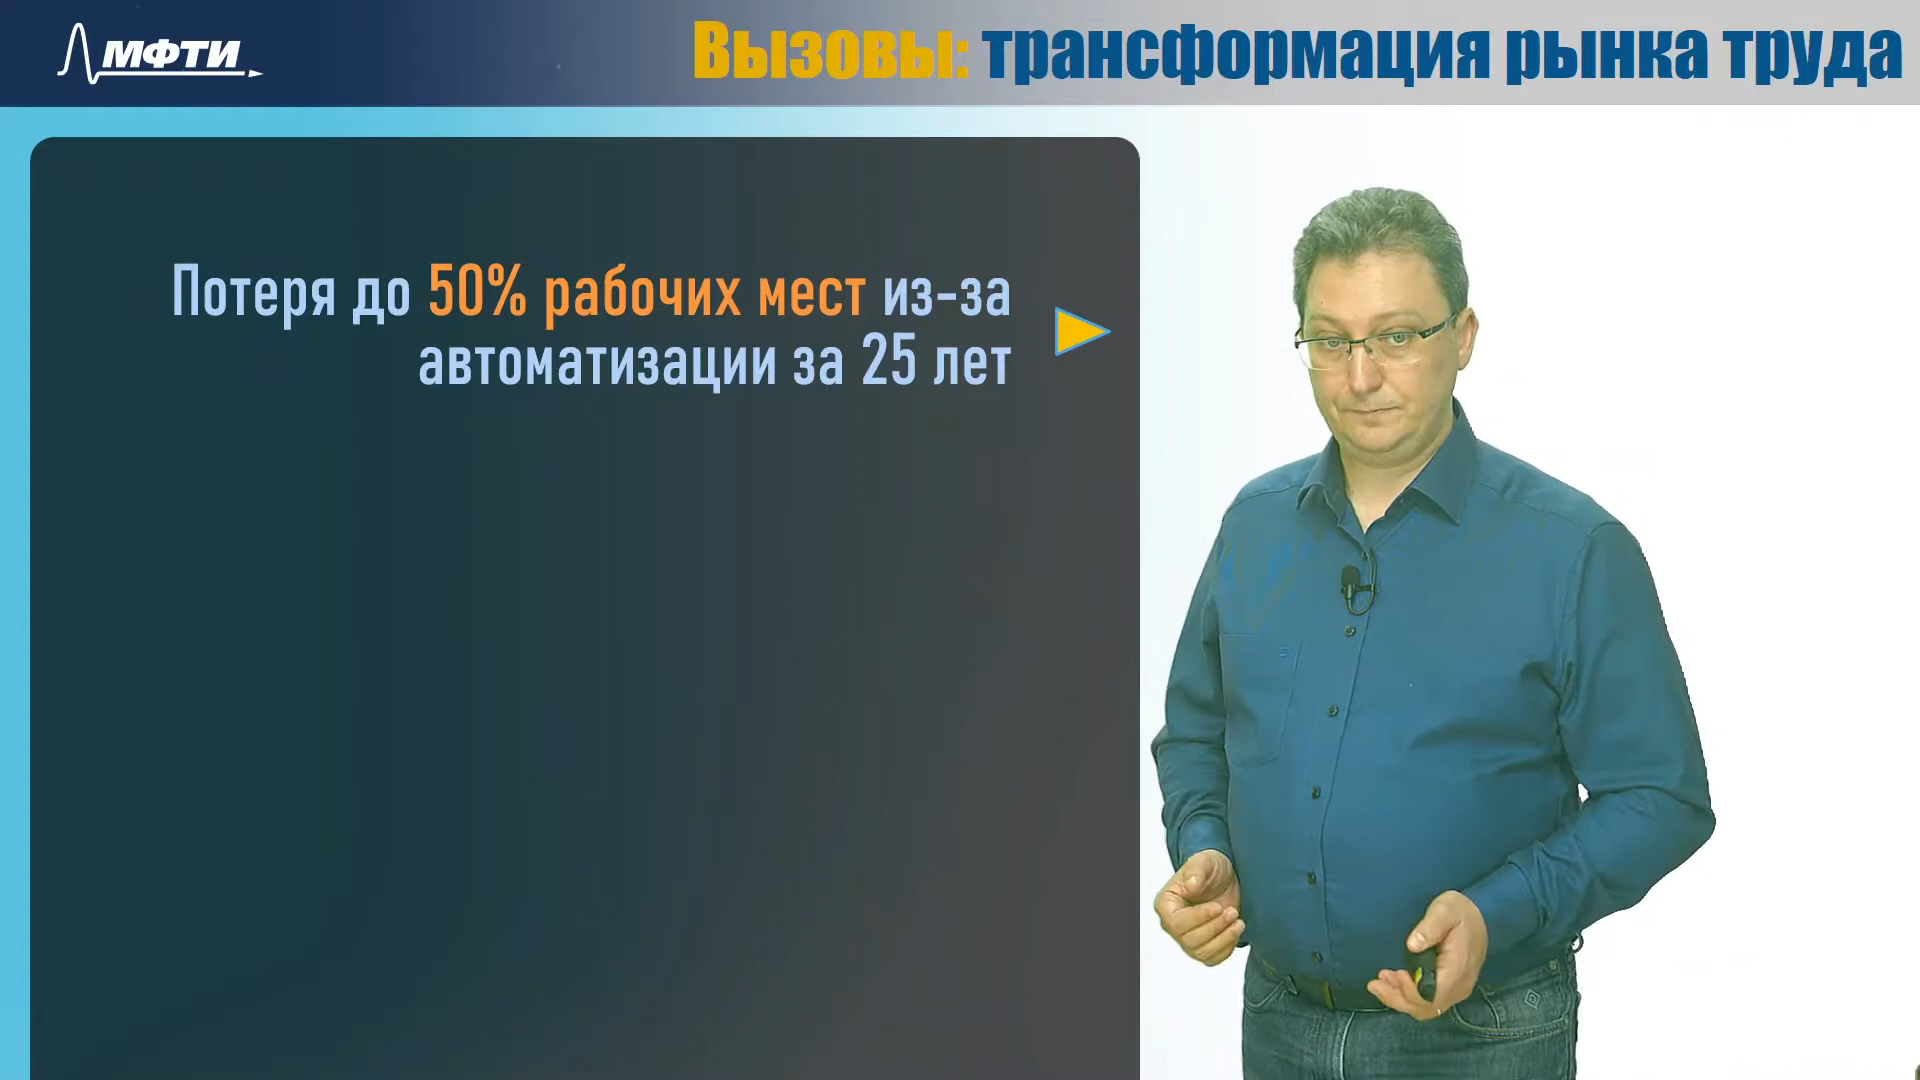 МФТИ
Вызовы: трансформация рынка труда
Потеря до 50% рабочих мест из-за
автоматизации за 25 лет